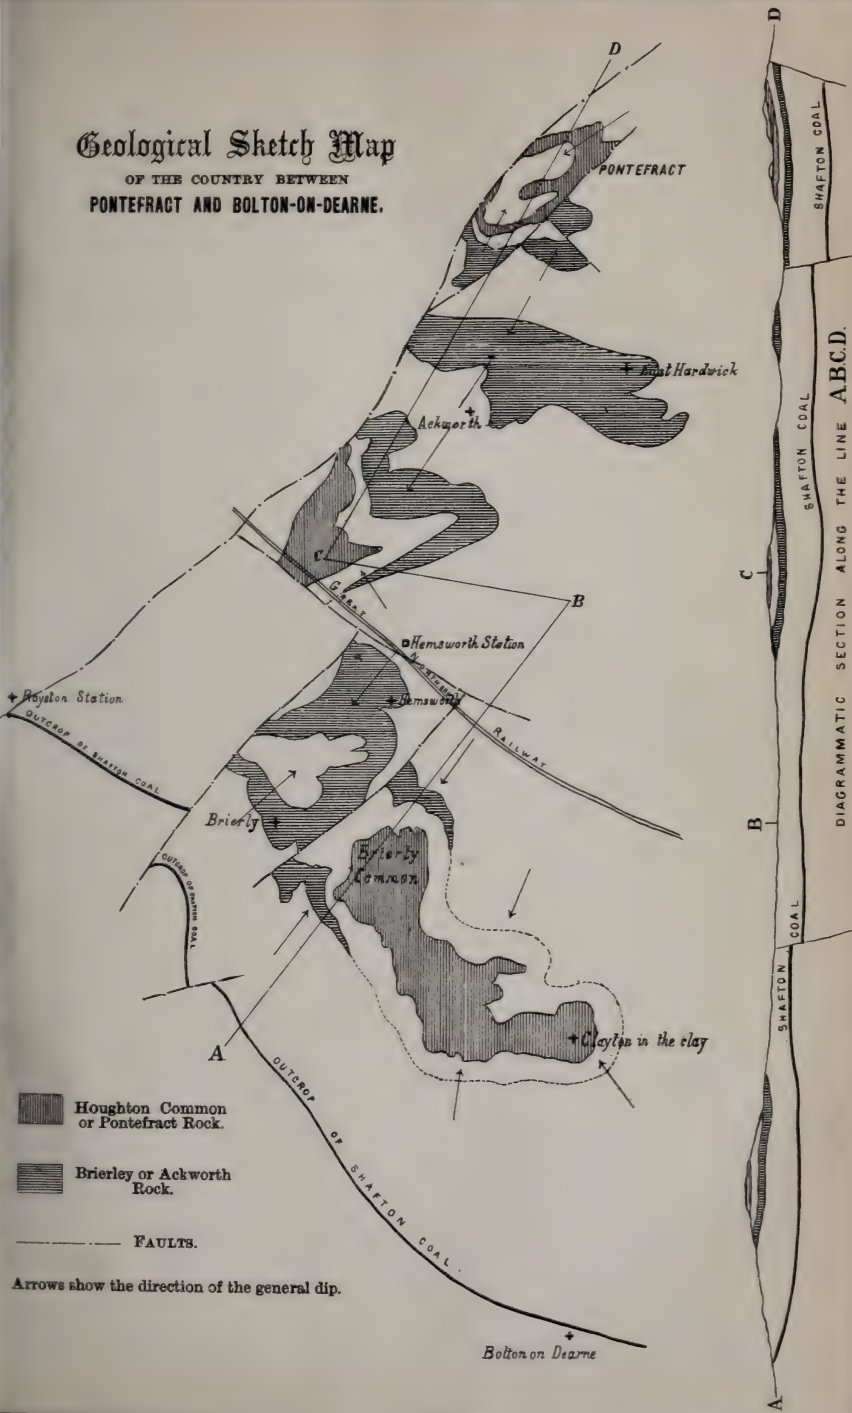 Geological Sketch Map
OF THE COUNTRY BETWEEN
PONTEFRACT AND BOLTON-ON-DEARNE.
D
PONTEFRACT
East Hardwick
Ackworth
C
B
GREAT NORTHERN RAILWAY
Hemsworth Station
Hemsworth
Royston Station
OUTCROP OF SHAFTON COAL
Brierly
OUTCROP OF SHAFTON COAL
Brierly
Common
Clayton in the clay
A
OUTCROP OF SHAFTON COAL.
Bolton on Dearne
Houghton Common
or Pontefract Rock.
Brierley or Ackworth
Rock.
FAULTS.
Arrows show the direction of the general dip.
A
B
C
D
SHAFTON COAL
SHAFTON COAL
SHAFTON COAL
DIAGRAMMATIC SECTION ALONG THE LINE A.B.C.D.